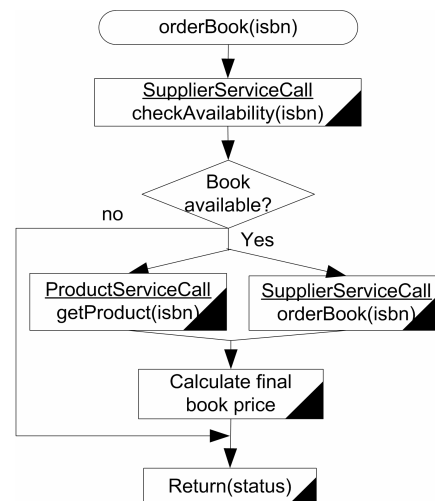 orderBook(isbn)
SupplierServiceCall
checkAvailability(isbn)
Book
available?
no
Yes
ProductServiceCall
getProduct(isbn)
SupplierServiceCall
orderBook(isbn)
Calculate final
book price
Return(status)